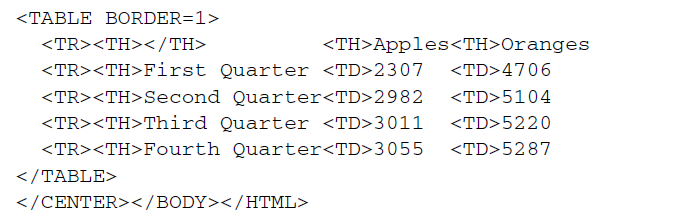 <TABLE BORDER=1>
  <TR><TH></TH>         <TH>Apples<TH>Oranges
  <TR><TH>First Quarter <TD>2307  <TD>4706
  <TR><TH>Second Quarter<TD>2982  <TD>5104
  <TR><TH>Third Quarter <TD>3011  <TD>5220
  <TR><TH>Fourth Quarter<TD>3055  <TD>5287
</TABLE>
</CENTER></BODY></HTML>